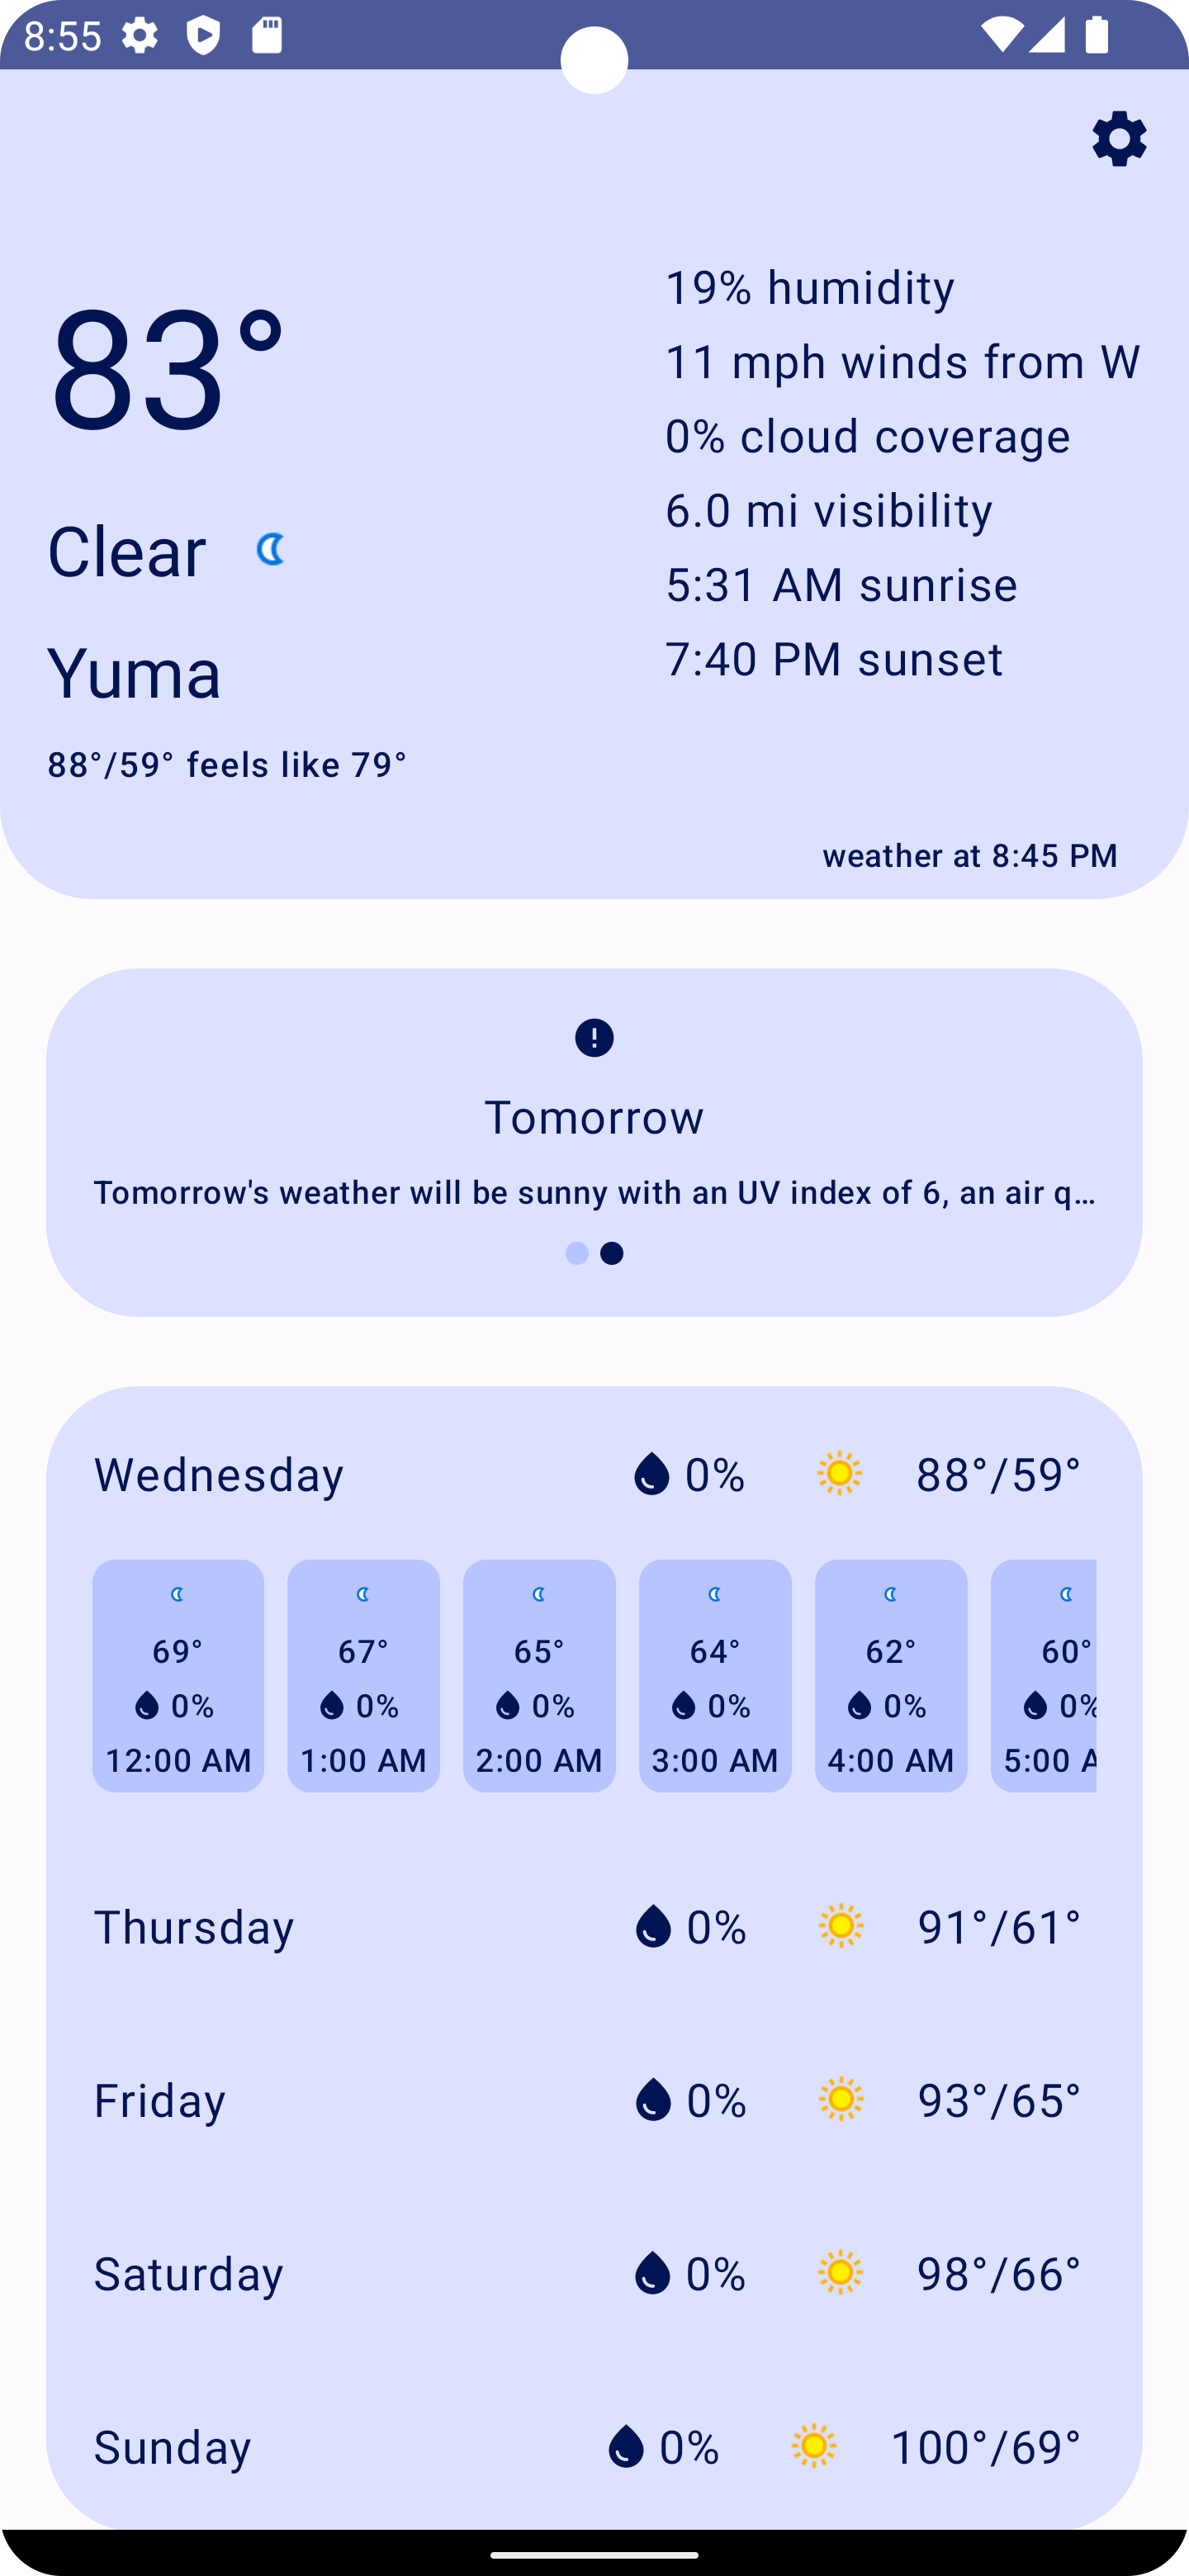 8:55
83°
Clear
Yuma
88°/59° feels like 79°
19% humidity
11 mph winds from W
0% cloud coverage
6.0 mi visibility
5:31 AM sunrise
7:40 PM sunset
weather at 8:45 PM
Tomorrow
Tomorrow's weather will be sunny with an UV index of 6, an air q...
Wednesday 0% 88°/59°
69° 67° 65° 64° 62° 60°
0% 0% 0% 0% 0% 0%
12:00 AM 1:00 AM 2:00 AM 3:00 AM 4:00 AM 5:00 A
Thursday 0% 91°/61°
Friday 0% 93°/65°
Saturday 0% 98°/66°
Sunday 0% 100°/69°